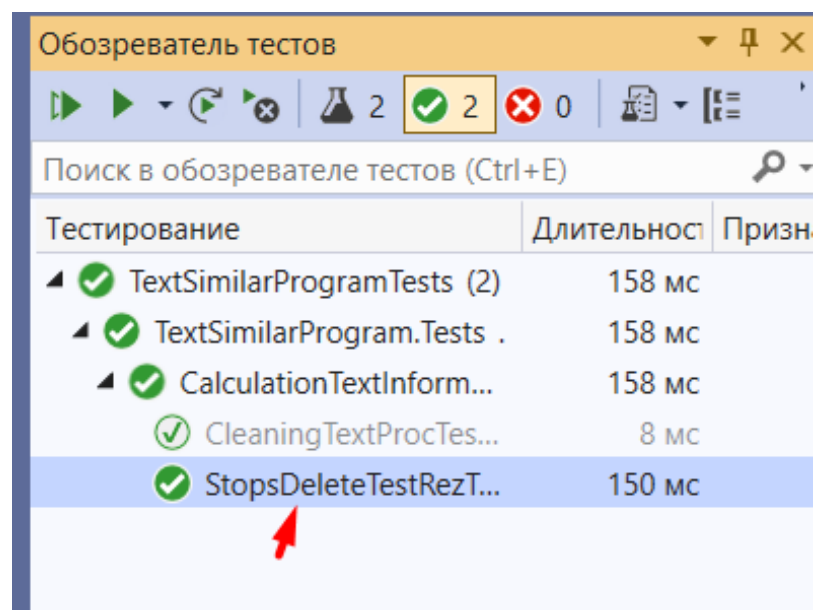 Обозреватель тестов
2 2 0
Поиск в обозревателе тестов (Ctrl+E)
Тестирование Длительност Призна
TextSimilarProgramTests (2) 158 мс
TextSimilarProgram.Tests . 158 мс
CalculationTextInform... 158 мс
CleaningTextProcTes... 8 мс
StopsDeleteTestRezT... 150 мс